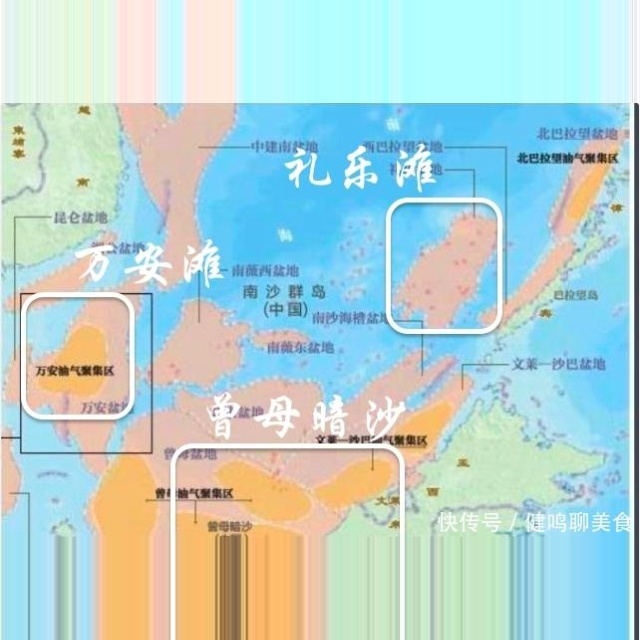 越
南
柬
埔
寨
中建南盆地
西巴拉望盆地
北巴拉望盆地
北巴拉望油气聚集区
礼乐滩
昆仑盆地
海
万安滩
南薇西盆地
南沙群岛
(中国)
巴拉望岛
南沙海槽盆地
南薇东盆地
文莱—沙巴盆地
万安油气聚集区
万安盆地
曾母暗沙
盆地
文莱—沙巴油气聚集区
曾母盆地
曾母油气聚集区
曾母暗沙
文莱
西
亚
快传号 / 健鸣聊美食